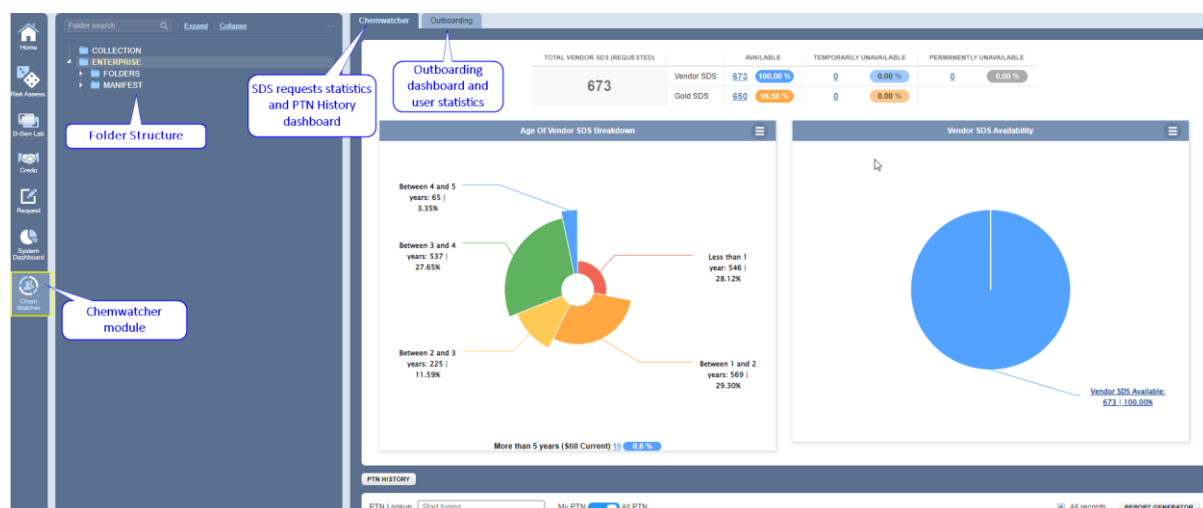 Home
Risk Assess.
D-Gen Lab
Credo
Request
System
Dashboard
Chem
Watcher
Folder search
Expand
Collapse
COLLECTION
ENTERPRISE
FOLDERS
MANIFEST
Folder Structure
Chemwatcher
module
Chemwatcher
Outboarding
SDS requests statistics
and PTN History
dashboard
Outboarding
dashboard and
user statistics
TOTAL VENDOR SDS (REQUESTED)
673
AVAILABLE
TEMPORARILY UNAVAILABLE
PERMANENTLY UNAVAILABLE
Vendor SDS 673 100.00 % 0 0.00 % 0 0.00 %
Gold SDS 650 96.58 % 0 0.00 %
Age Of Vendor SDS Breakdown
Between 4 and 5
years: 65 |
3.35%
Between 3 and 4
years: 537 |
27.65%
Less than 1
year: 546 |
28.12%
Between 2 and 3
years: 225 |
11.59%
Between 1 and 2
years: 569 |
29.30%
More than 5 years (Still Current) 16 0.8 %
Vendor SDS Availability
Vendor SDS Available:
673 | 100.00%
PTN HISTORY
PTN Lookup Start typing My PTN All PTN All records REPORT GENERATOR